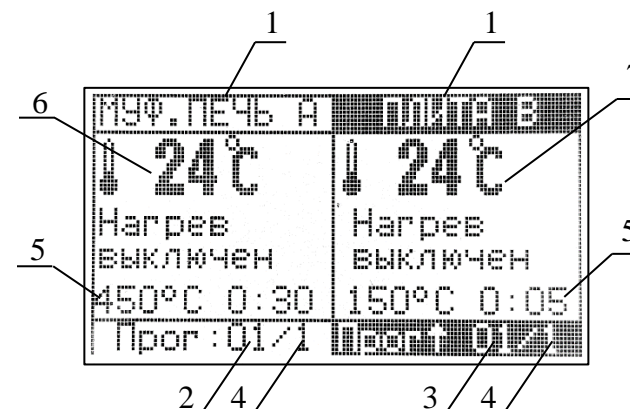 1 1
6 7
МУФ.ПЕЧЬ А ПЛИТА В
24°С 24°С
Нагрев Нагрев
выключен выключен
5 5
450°С 0:30 150°С 0:05
Прог:01/1 Прог↑ 01/1
2 4 3 4